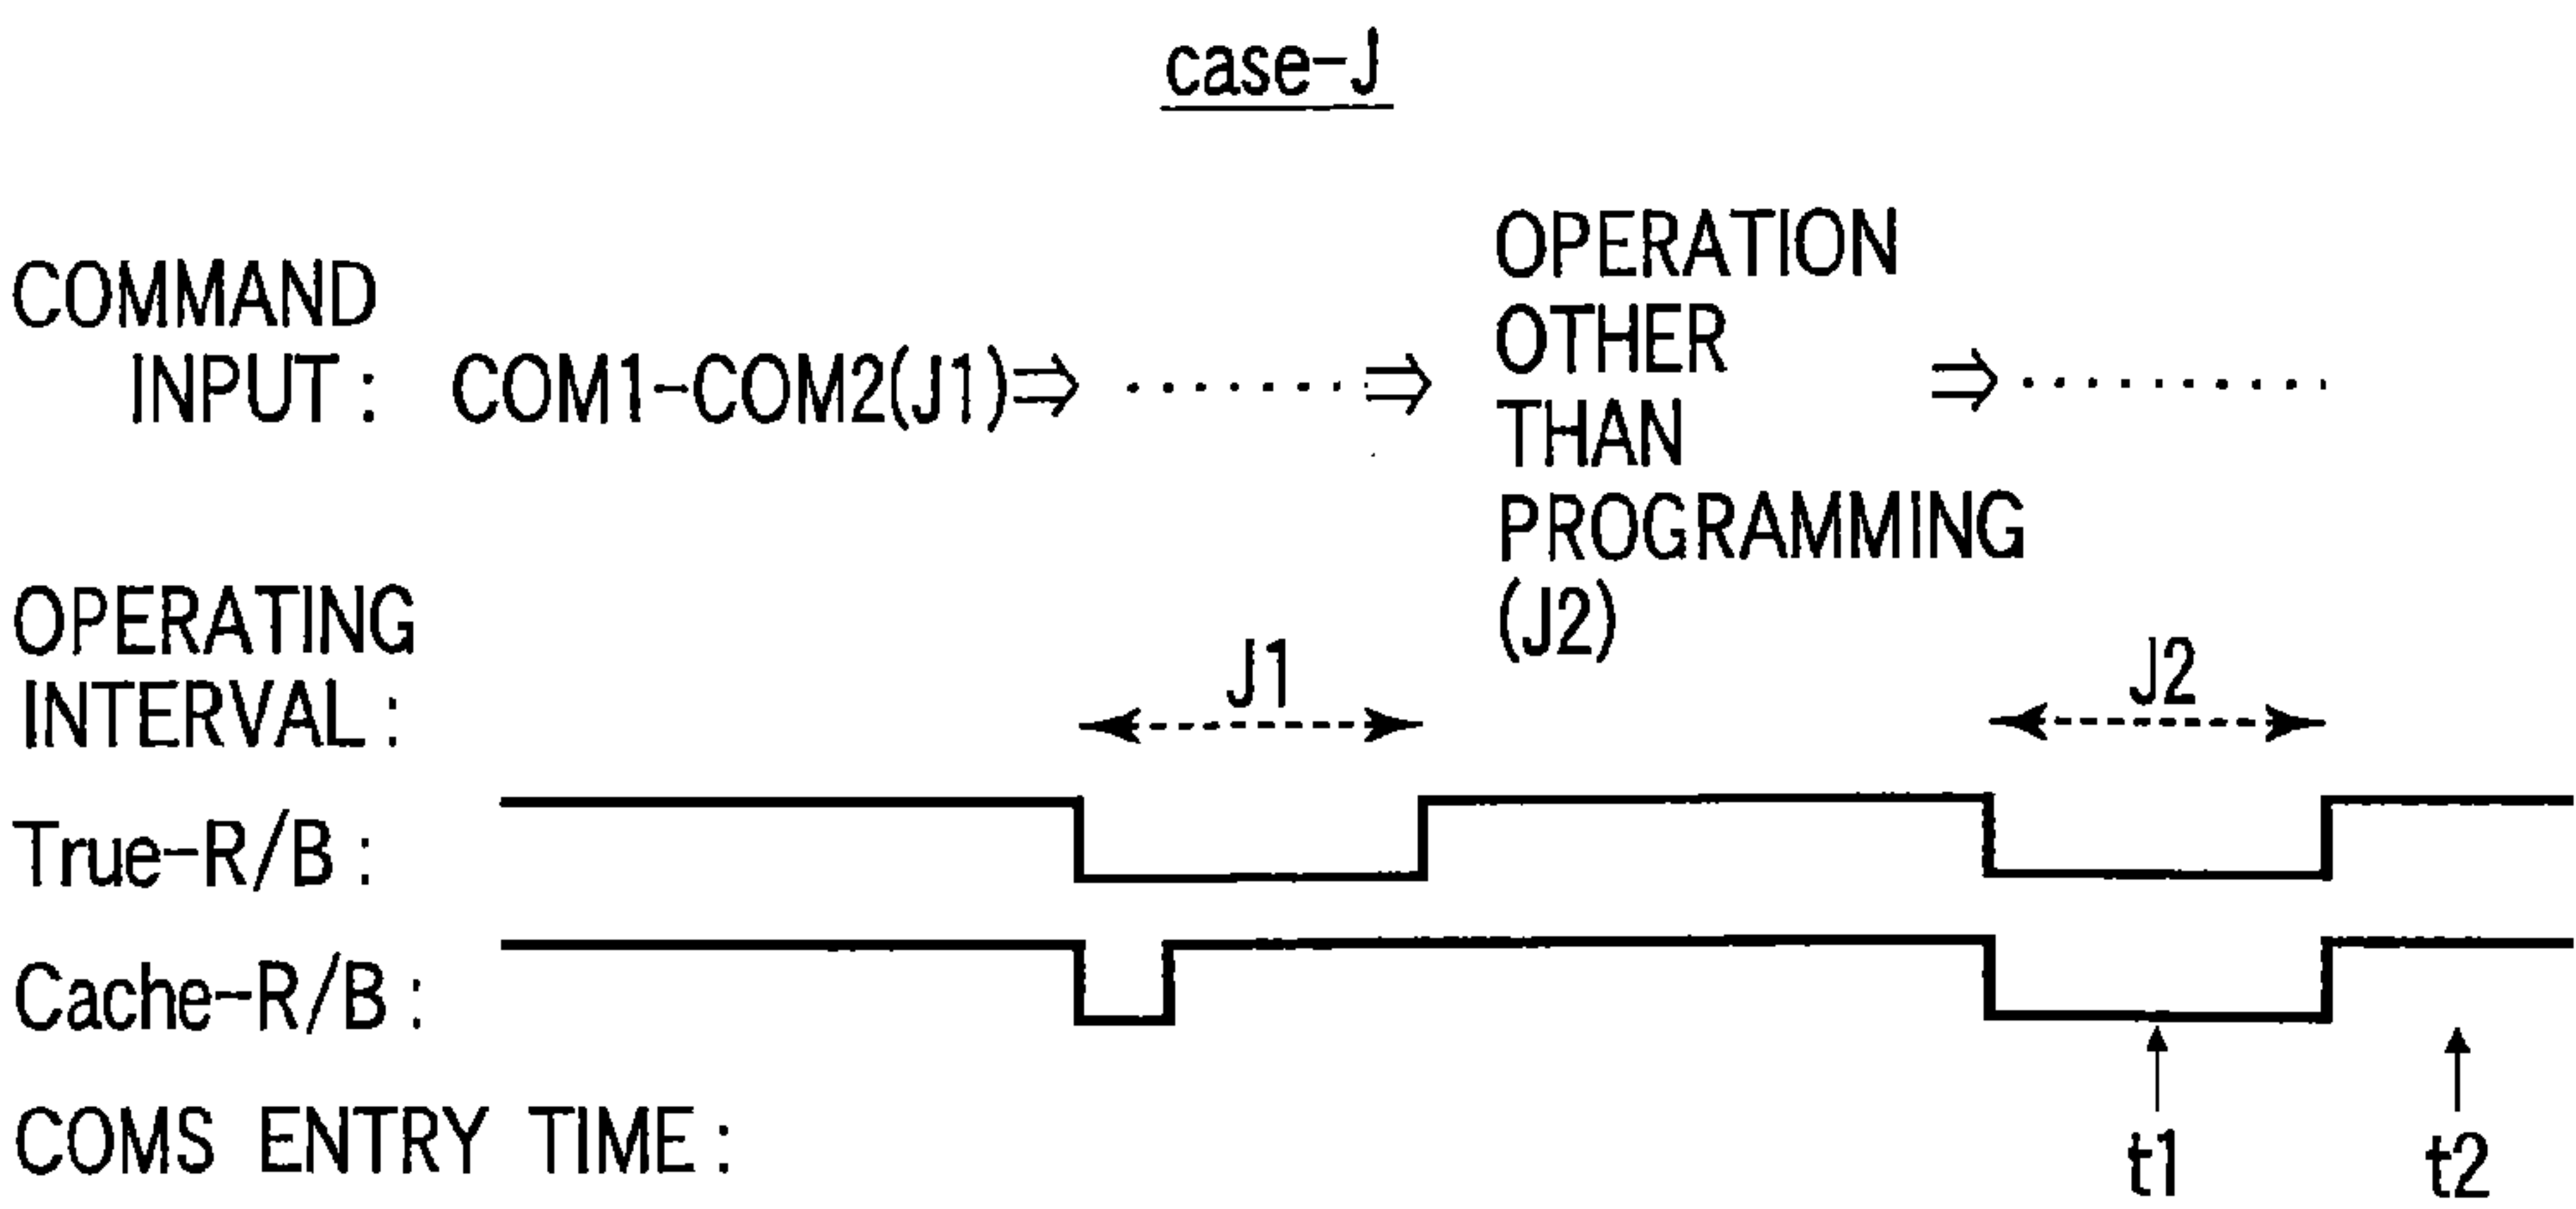 case-J
COMMAND
INPUT : COM1-COM2(J1)⇒ ········⇒ OPERATION
OTHER
THAN
PROGRAMMING
(J2)
⇒··········
OPERATING
INTERVAL :
J1
J2
True-R/B :
Cache-R/B :
COMS ENTRY TIME :
t1
t2